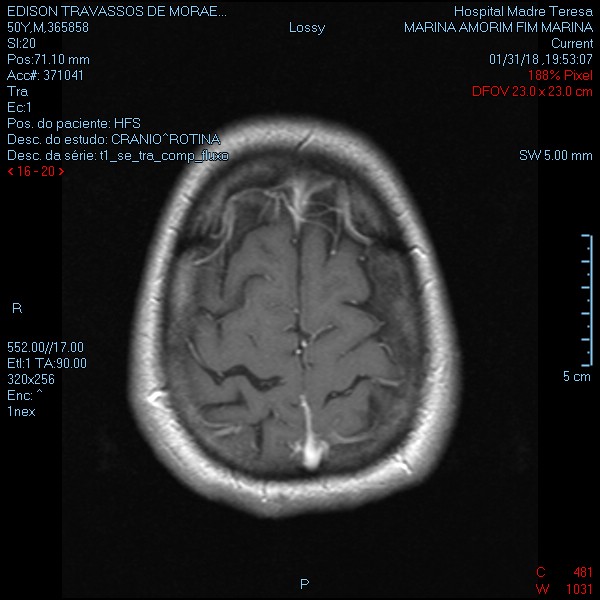 EDISON TRAVASSOS DE MORAE...
50Y,M,365858
Sl:20
Pos:71.10 mm
Acc#: 371041
Tra
Ec:1
Pos. do paciente: HFS
Desc. do estudo: CRANIO^ROTINA
Desc. da série: t1_se_tra_comp_fluxo
< 16 - 20 >
Lossy
Hospital Madre Teresa
MARINA AMORIM FIM MARINA
Current
01/31/18 ,19:53:07
188% Pixel
DFOV 23.0 x 23.0 cm
SW 5.00 mm
R
5 cm
552.00//17.00
Etl:1 TA:90.00
320x256
Enc: ^
1nex
P
C 481
W 1031